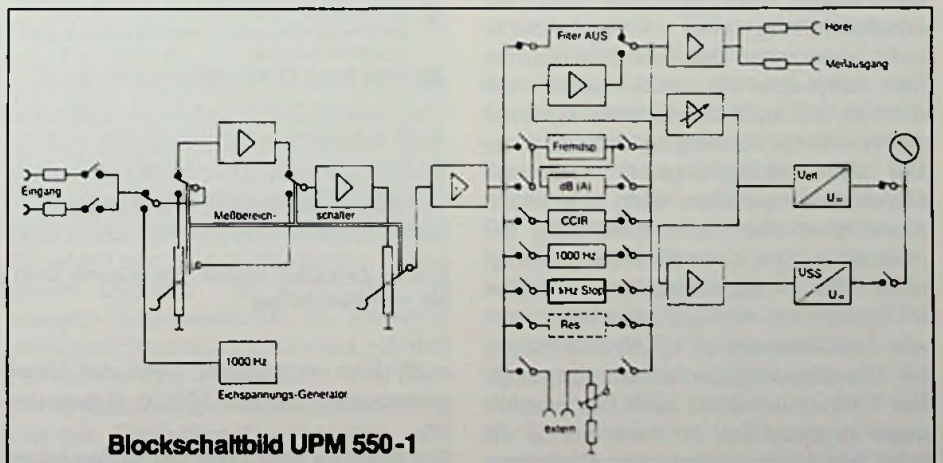 Eingang
Meßbereich-
schalter
1000 Hz
Eichspannungs-Generator
Filter AUS
Fremdsp
dB (A)
CCIR
1000 Hz
1 kHz Stop
Res
extern
Hörer
Meßausgang
Veff
U=
USS
U=
Blockschaltbild UPM 550-1